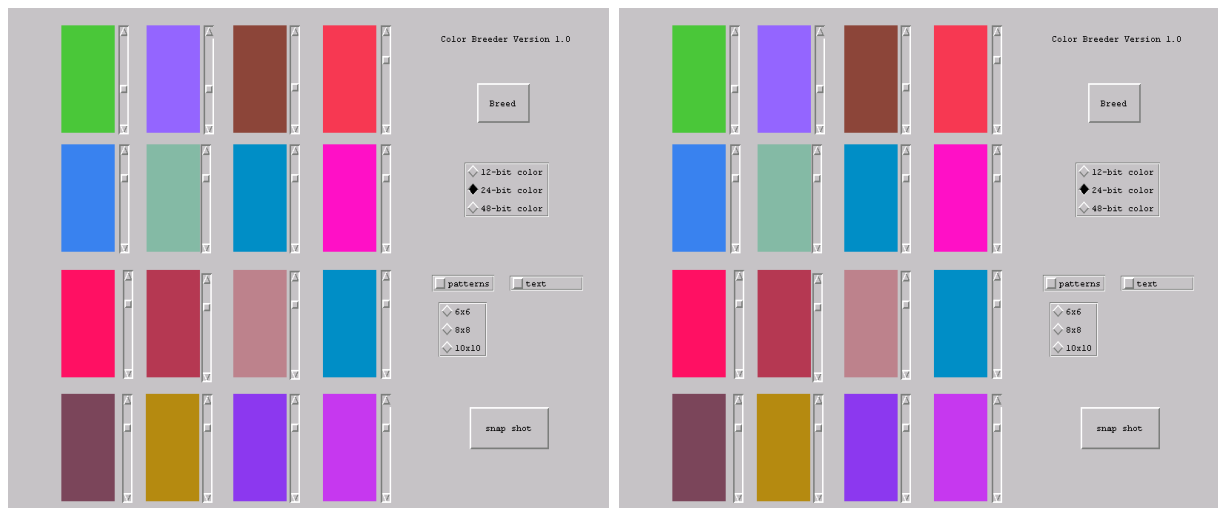 Color Breeder Version 1.0
Breed
12-bit color
24-bit color
48-bit color
patterns
text
6x6
8x8
10x10
snap shot
Color Breeder Version 1.0
Breed
12-bit color
24-bit color
48-bit color
patterns
text
6x6
8x8
10x10
snap shot